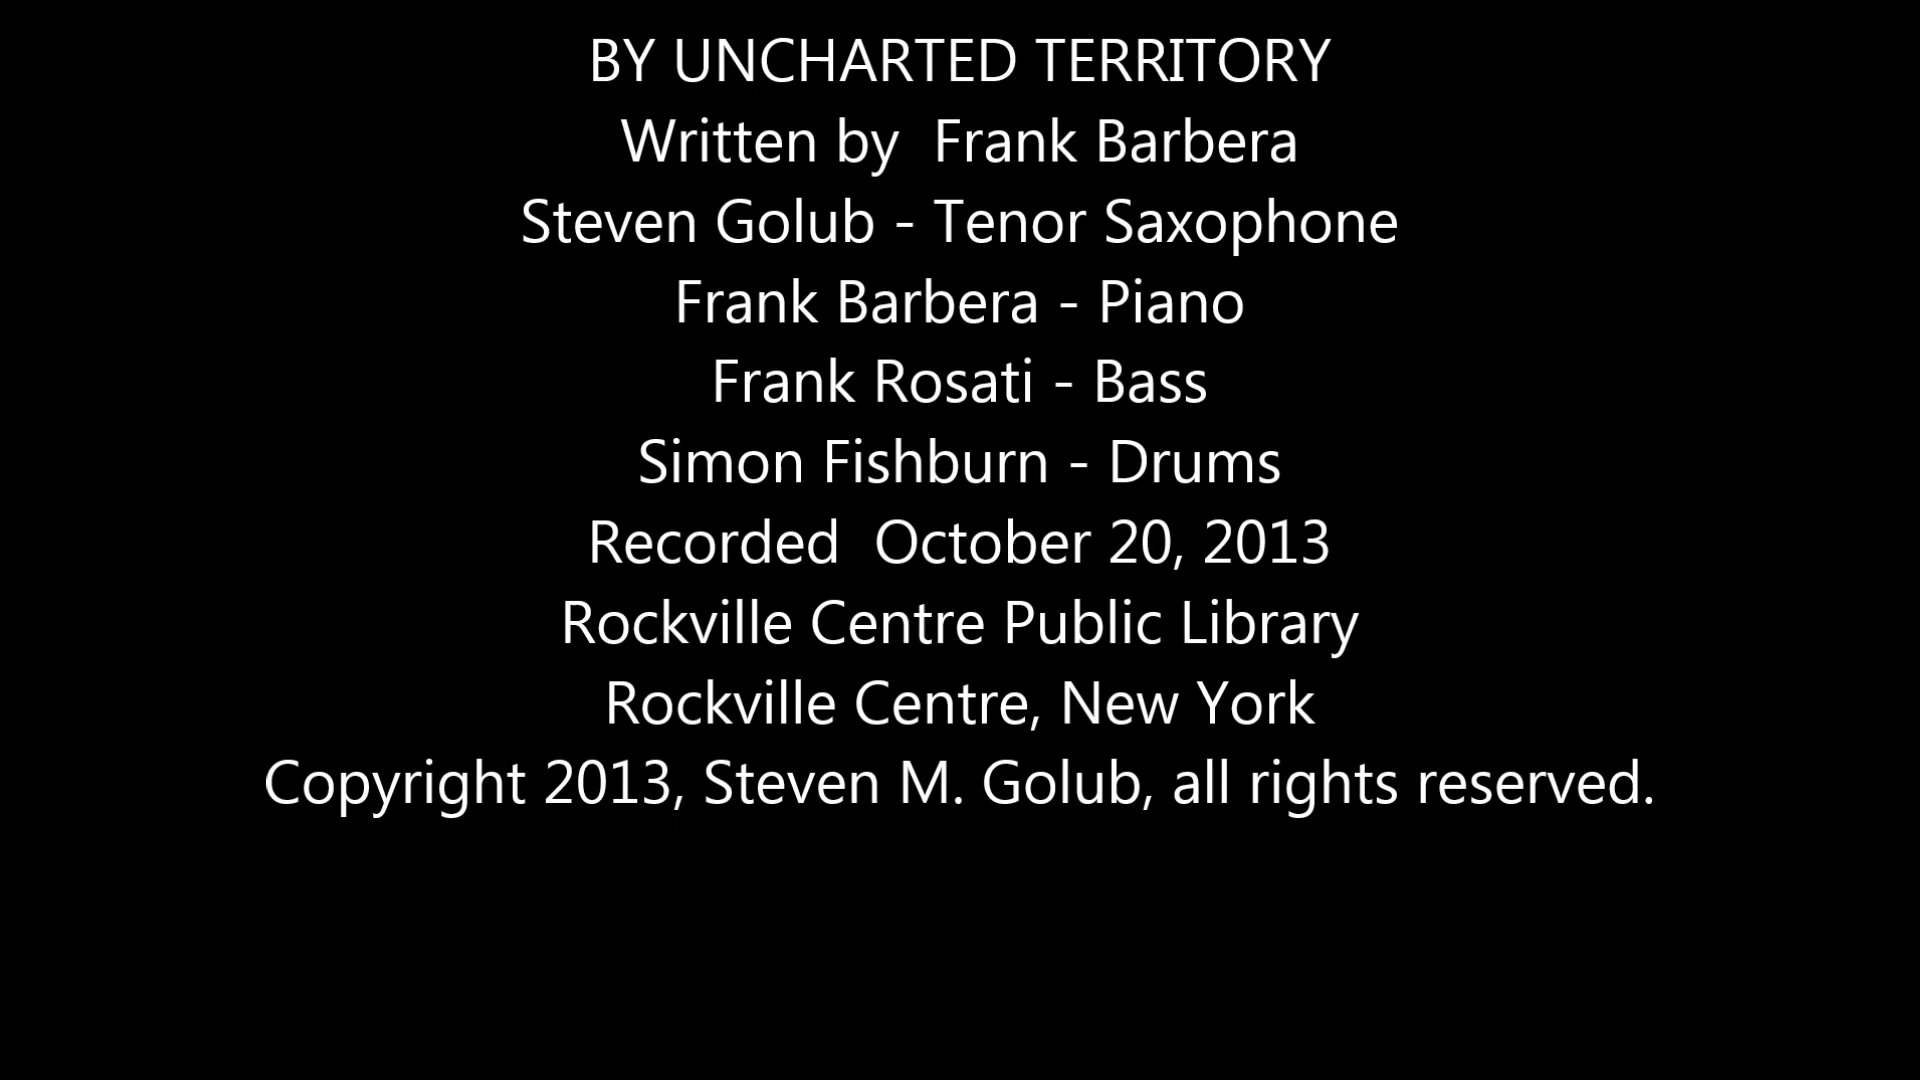 BY UNCHARTED TERRITORY
Written by  Frank Barbera
Steven Golub - Tenor Saxophone
Frank Barbera - Piano
Frank Rosati - Bass
Simon Fishburn - Drums
Recorded  October 20, 2013
Rockville Centre Public Library
Rockville Centre, New York
Copyright 2013, Steven M. Golub, all rights reserved.